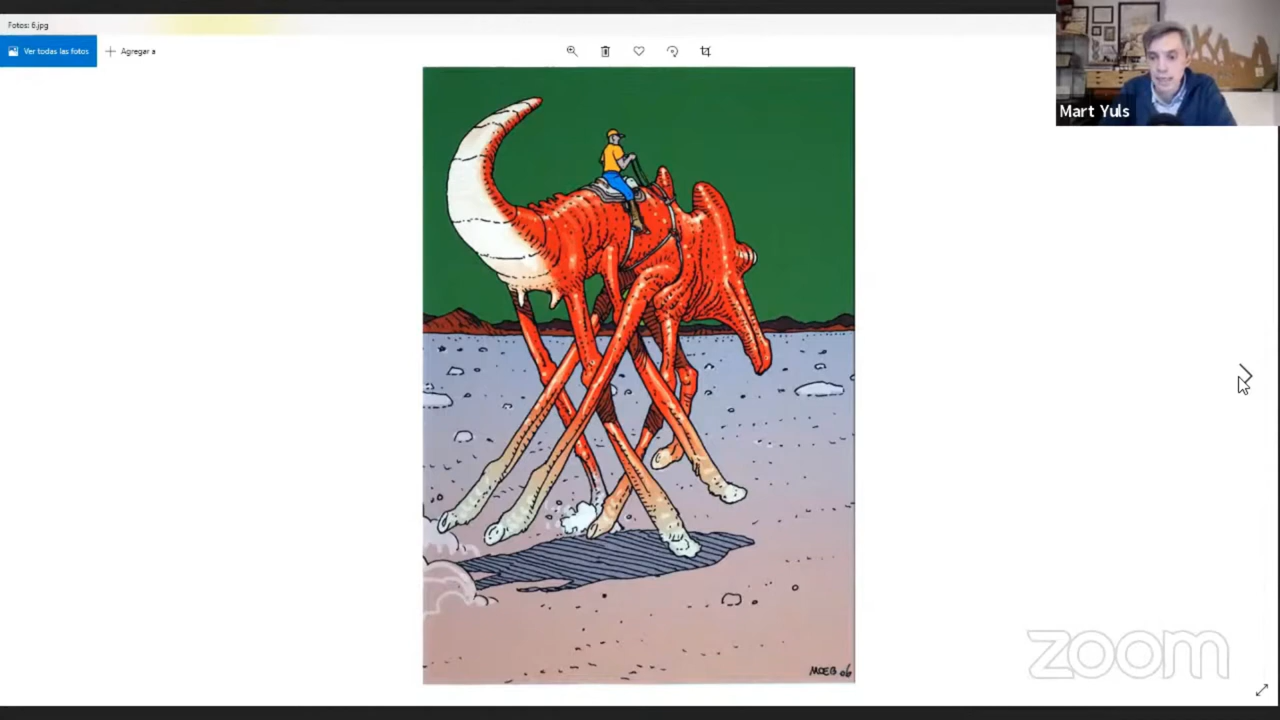 Fotos: 6.jpg
Ver todas las fotos
Agregar a
Mart Yuls
MOEB 06
zoom